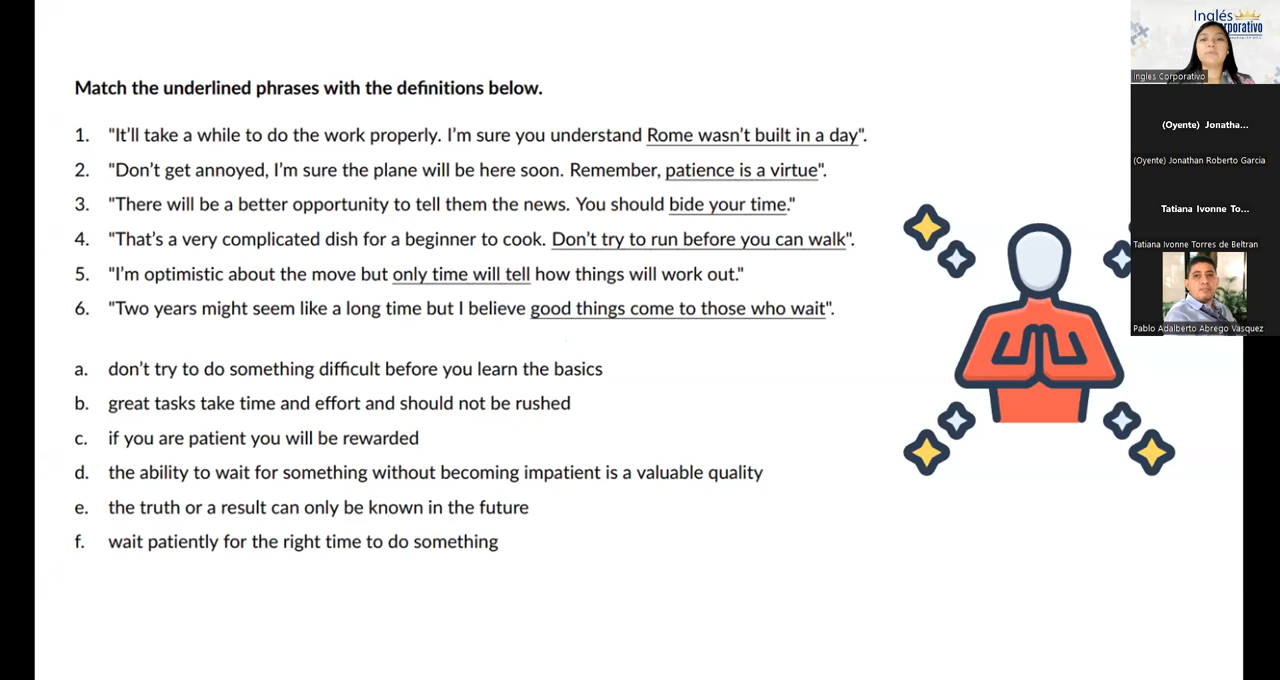 Match the underlined phrases with the definitions below.
1. "It'll take a while to do the work properly. I'm sure you understand Rome wasn't built in a day".
2. "Don't get annoyed, I'm sure the plane will be here soon. Remember, patience is a virtue".
3. "There will be a better opportunity to tell them the news. You should bide your time."
4. "That's a very complicated dish for a beginner to cook. Don't try to run before you can walk".
5. "I'm optimistic about the move but only time will tell how things will work out."
6. "Two years might seem like a long time but I believe good things come to those who wait".
a. don't try to do something difficult before you learn the basics
b. great tasks take time and effort and should not be rushed
c. if you are patient you will be rewarded
d. the ability to wait for something without becoming impatient is a valuable quality
e. the truth or a result can only be known in the future
f. wait patiently for the right time to do something
Inglés
rporativo
Ingles Corporativo
(Oyente) Jonatha...
(Oyente) Jonathan Roberto Garcia
Tatiana Ivonne To...
Tatiana Ivonne Torres de Beltran
Pablo Adalberto Abrego Vasquez